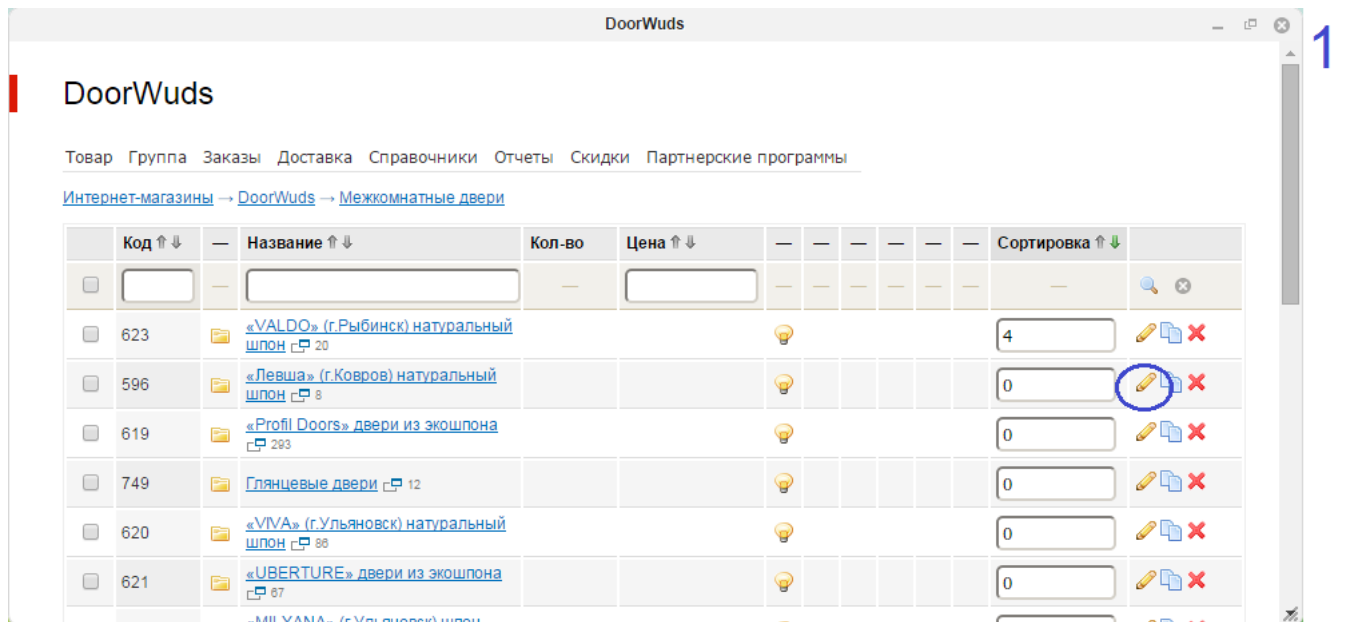 DoorWuds
1
DoorWuds
Товар Группа Заказы Доставка Справочники Отчеты Скидки Партнерские программы
Интернет-магазины → DoorWuds → Межкомнатные двери
Код ⇑ ⇓ — Название ⇑ ⇓ Кол-во Цена ⇑ ⇓ — — — — — — Сортировка ⇑ ⇓
— — — — — — — — —
623 «VALDO» (г.Рыбинск) натуральный 4
шпон 20
596 «Левша» (г.Ковров) натуральный 0
шпон 8
619 «Profil Doors» двери из экошпона 0
293
749 Глянцевые двери 12 0
620 «VIVA» (г.Ульяновск) натуральный 0
шпон 86
621 «UBERTURE» двери из экошпона 0
67
«MILYANA» (г.Ульяновск) шпон